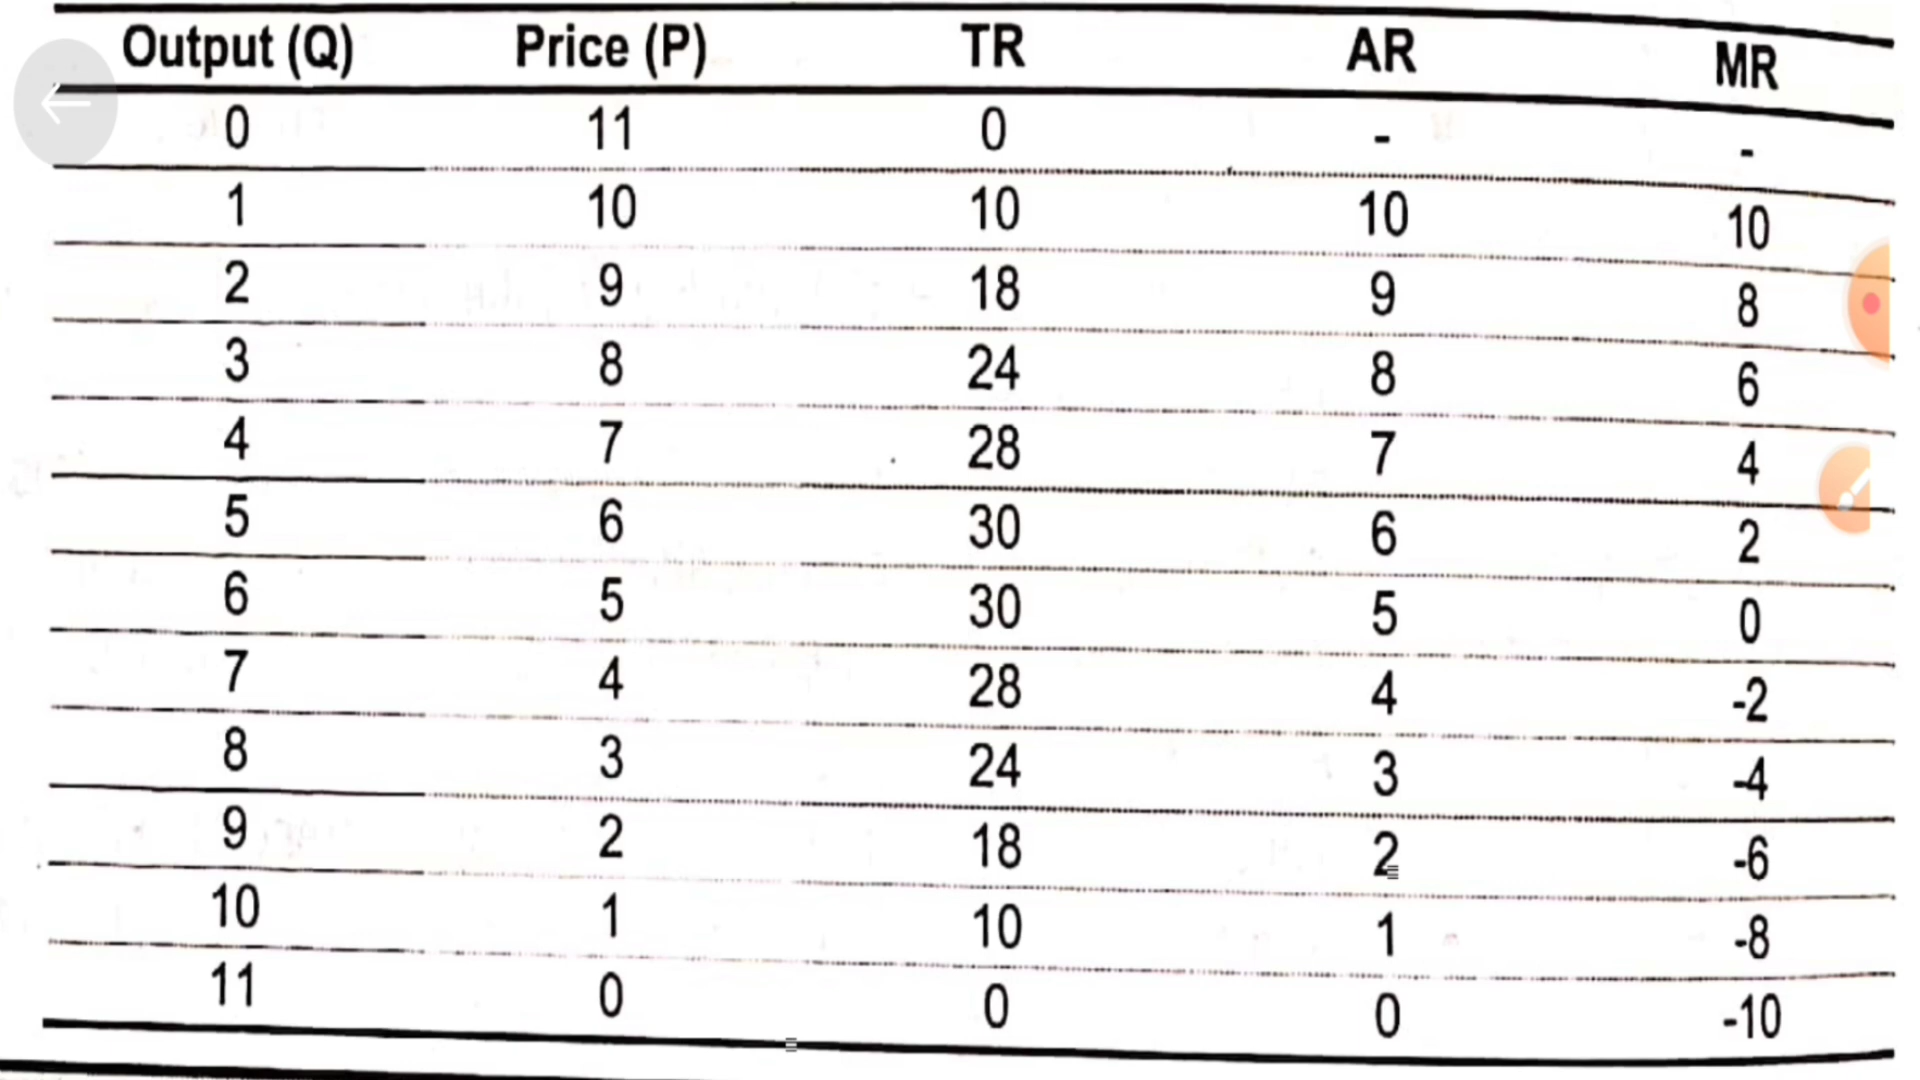 Output (Q) Price (P) TR AR MR
0 11 0 - -
1 10 10 10 10
2 9 18 9 8
3 8 24 8 6
4 7 28 7 4
5 6 30 6 2
6 5 30 5 0
7 4 28 4 -2
8 3 24 3 -4
9 2 18 2 -6
10 1 10 1 -8
11 0 0 0 -10